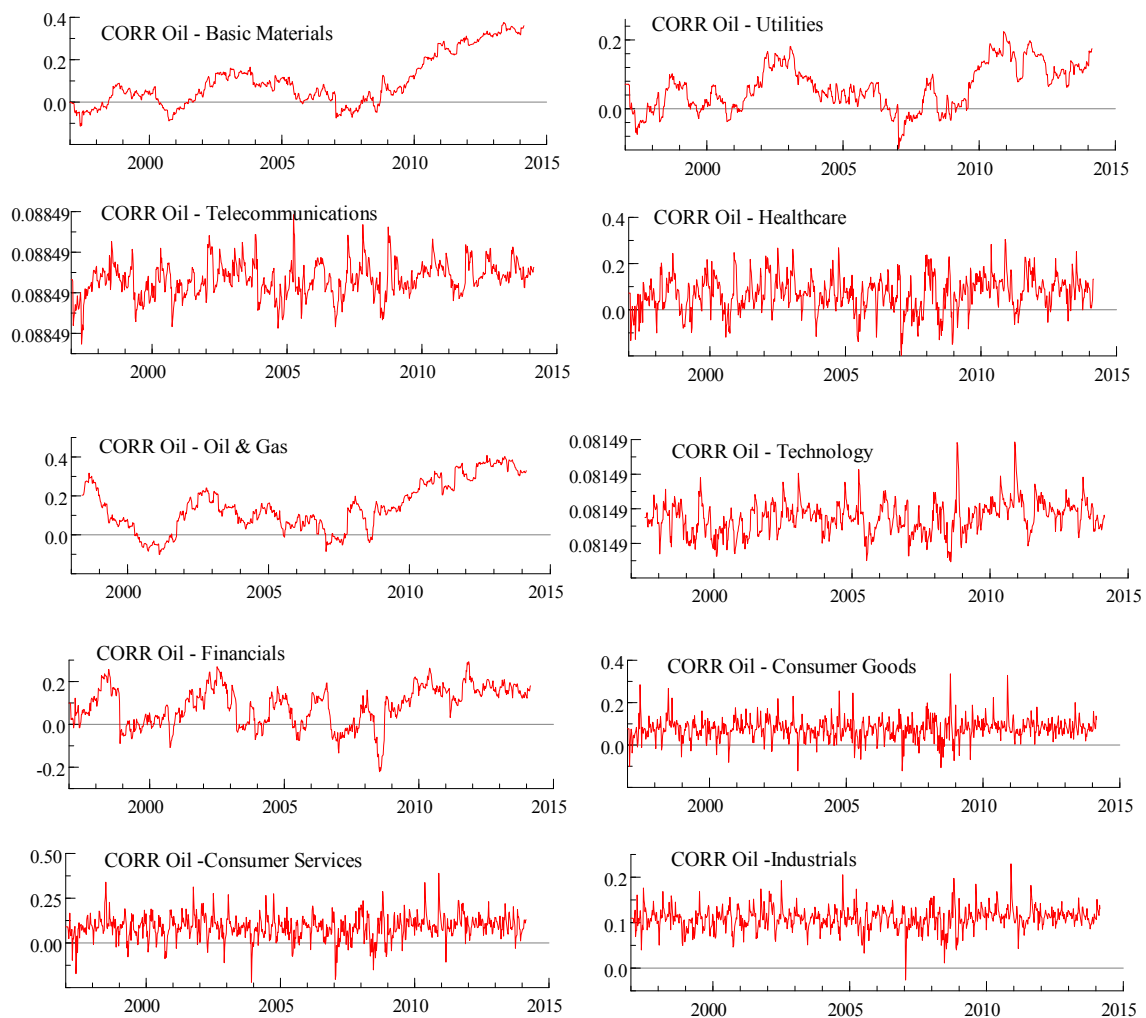 CORR Oil - Basic Materials
0.4
0.2
0.0
2000 2005 2010 2015
CORR Oil - Utilities
0.2
0.0
2000 2005 2010 2015
CORR Oil - Telecommunications
0.08849
0.08849
0.08849
0.08849
2000 2005 2010 2015
CORR Oil - Healthcare
0.4
0.2
0.0
2000 2005 2010 2015
CORR Oil - Oil & Gas
0.4
0.2
0.0
2000 2005 2010 2015
CORR Oil - Technology
0.08149
0.08149
0.08149
0.08149
2000 2005 2010 2015
CORR Oil - Financials
0.2
0.0
-0.2
2000 2005 2010 2015
CORR Oil - Consumer Goods
0.4
0.2
0.0
2000 2005 2010 2015
CORR Oil -Consumer Services
0.50
0.25
0.00
2000 2005 2010 2015
CORR Oil -Industrials
0.2
0.1
0.0
2000 2005 2010 2015